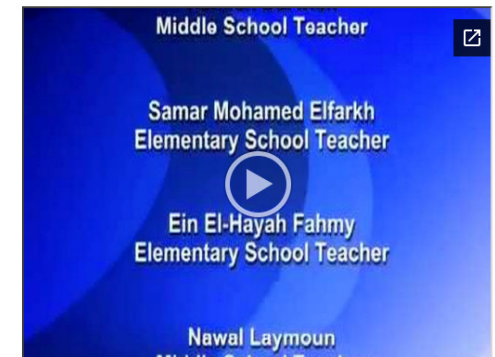 Middle School Teacher
Samar Mohamed Elfarkh
Elementary School Teacher
Ein El-Hayah Fahmy
Elementary School Teacher
Nawal Laymoun